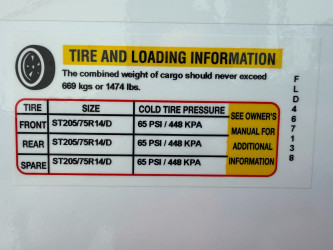 TIRE AND LOADING INFORMATION
The combined weight of cargo should never exceed
669 kgs or 1474 lbs.
TIRE SIZE COLD TIRE PRESSURE
FRONT ST205/75R14/D 65 PSI / 448 KPA
REAR ST205/75R14/D 65 PSI / 448 KPA
SPARE ST205/75R14/D 65 PSI / 448 KPA
SEE OWNER'S
MANUAL FOR
ADDITIONAL
INFORMATION
FLD467138